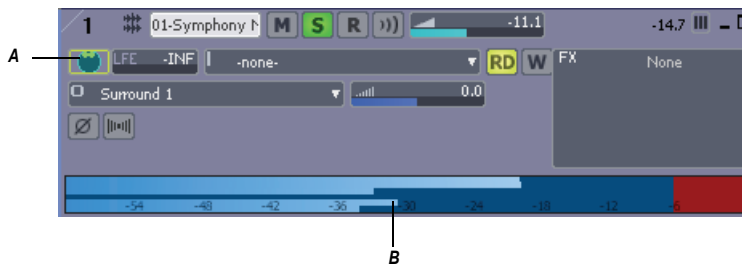 1 01-Symphony M S R -11.1 -14.7
A LFE -INF -none- RD W FX None
Surround 1 0.0
-54 -48 -42 -36 -30 -24 -18 -12 -6
B